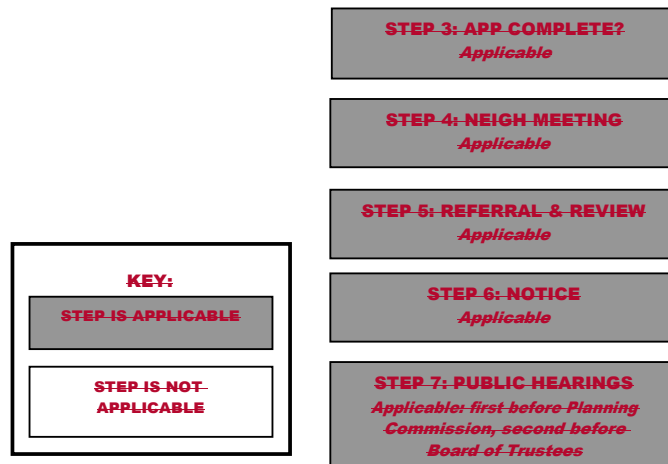 STEP 3: APP COMPLETE?
Applicable
STEP 4: NEIGH MEETING
Applicable
STEP 5: REFERRAL & REVIEW
Applicable
STEP 6: NOTICE
Applicable
STEP 7: PUBLIC HEARINGS
Applicable: first before Planning
Commission, second before
Board of Trustees
KEY:
STEP IS APPLICABLE
STEP IS NOT
APPLICABLE